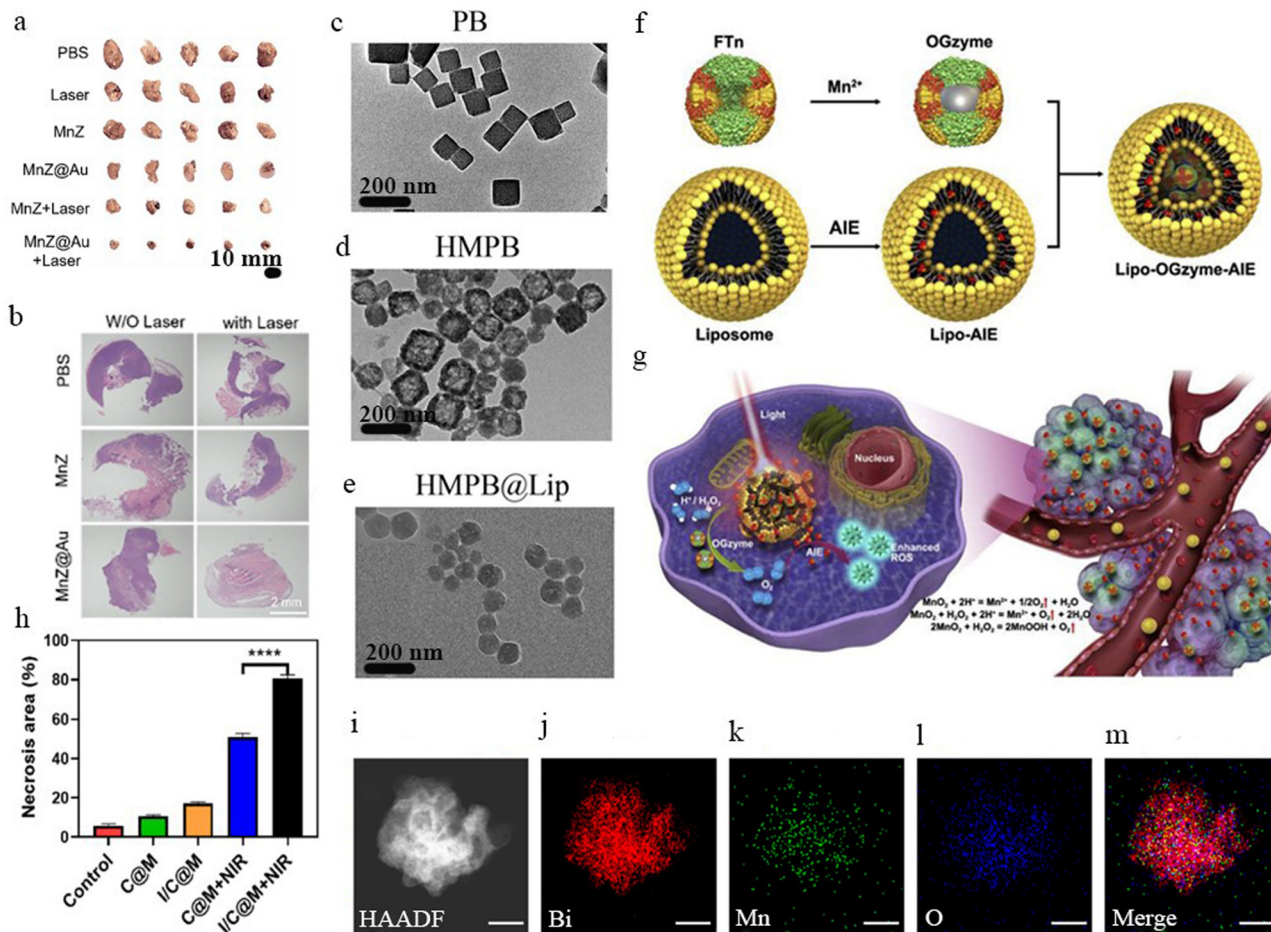 a
PBS
Laser
MnZ
MnZ@Au
MnZ+Laser
MnZ@Au
+Laser
10 mm
b
W/O Laser
with Laser
PBS
MnZ
MnZ@Au
2 mm
c
PB
200 nm
d
HMPB
200 nm
e
HMPB@Lip
200 nm
f
FTn
Mn²⁺
OGzyme
Liposome
AIE
Lipo-AIE
Lipo-OGzyme-AIE
g
Light
Nucleus
H⁺ / H₂O₂
OGzyme
O₂
AIE
Enhanced
ROS
MnO₂ + 2H⁺ = Mn²⁺ + 1/2O₂↑ + H₂O
MnO₂ + H₂O₂ + 2H⁺ = Mn²⁺ + O₂↑ + 2H₂O
2MnO₂ + H₂O₂ = 2MnOOH + O₂↑
h
Necrosis area (%)
100
80
60
40
20
0
****
Control
C@M
I/C@M
C@M+NIR
I/C@M+NIR
i
HAADF
j
Bi
k
Mn
l
O
m
Merge